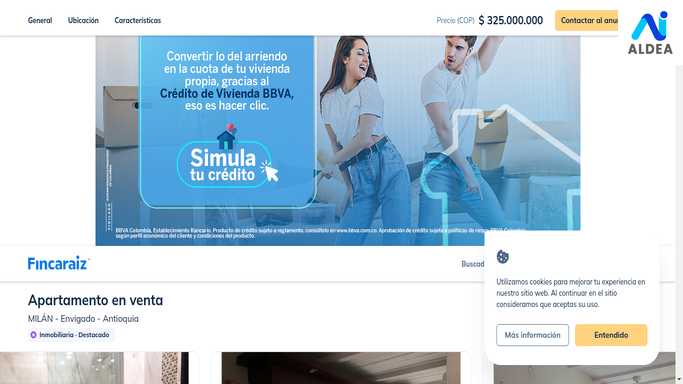 General Ubicación Características Precio (COP) $ 325.000.000 Contactar al anu
ALDEA
Convertir lo del arriendo
en la cuota de tu vivienda
propia, gracias al
Crédito de Vivienda BBVA,
eso es hacer clic.
Simula
tu crédito
BBVA Colombia. Establecimiento Bancario. Producto de crédito sujeto a reglamento, consúltelo en www.bbva.com.co. Aprobación de crédito sujeta a políticas de riesgo BBVA Colombia,
según perfil económico del cliente y condiciones del producto.
Fincaraíz
Buscad
Apartamento en venta
MILÁN - Envigado - Antioquia
Inmobiliaria - Destacado
Utilizamos cookies para mejorar tu experiencia en
nuestro sitio web. Al continuar en el sitio
consideramos que aceptas su uso.
Más información Entendido